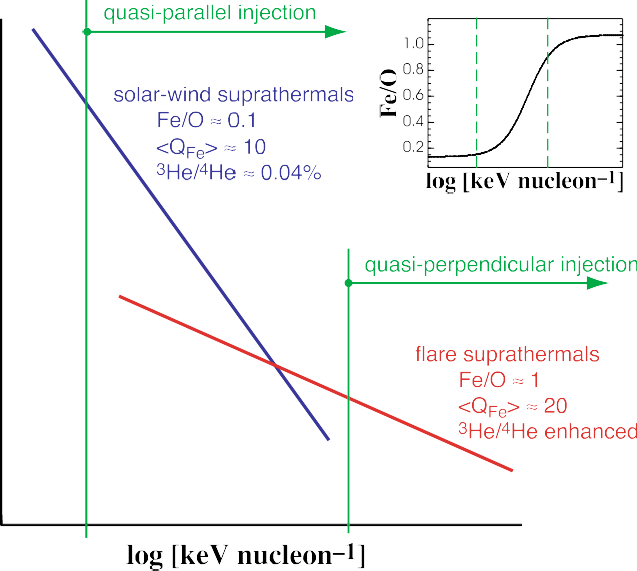 quasi-parallel injection
solar-wind suprathermals
Fe/O ≈ 0.1
<Q_Fe> ≈ 10
³He/⁴He ≈ 0.04%
1.0
0.8
0.6
0.4
0.2
Fe/O
log [keV nucleon⁻¹]
quasi-perpendicular injection
flare suprathermals
Fe/O ≈ 1
<Q_Fe> ≈ 20
³He/⁴He enhanced
log [keV nucleon⁻¹]